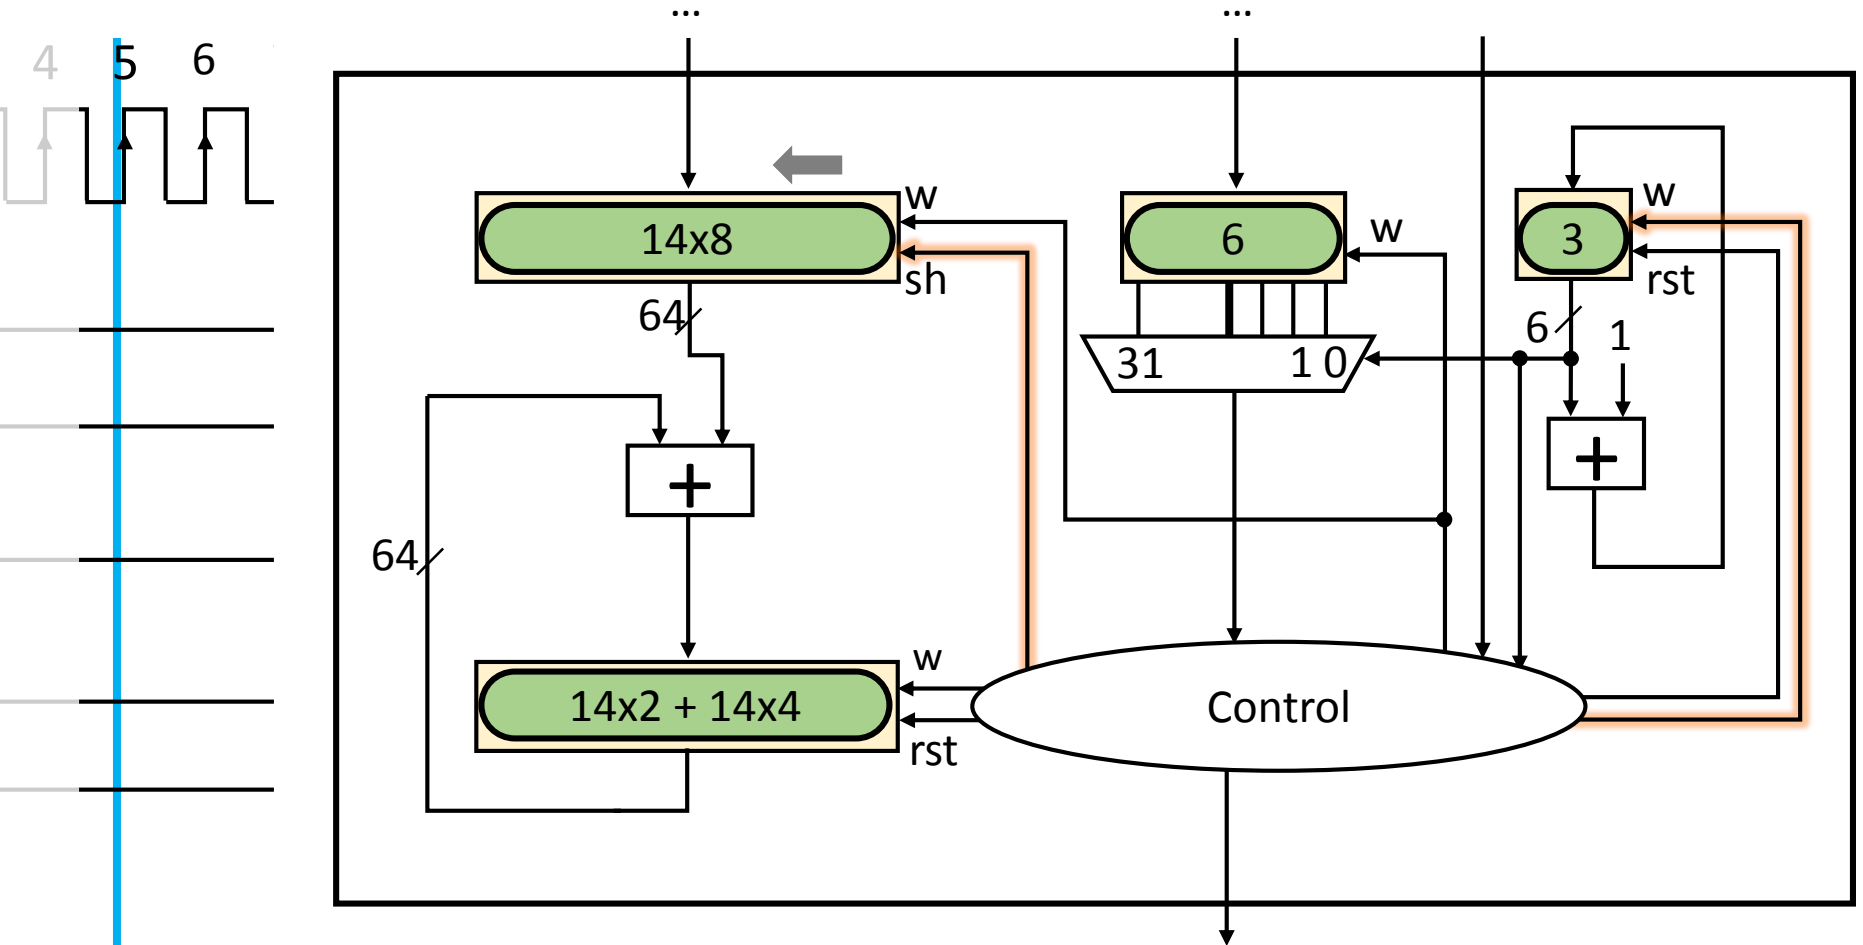 ... ...
4 5 6
w w w
14x8 6 3
sh rst
64 6 1
31 1 0
+ +
64
w
14x2 + 14x4 Control
rst